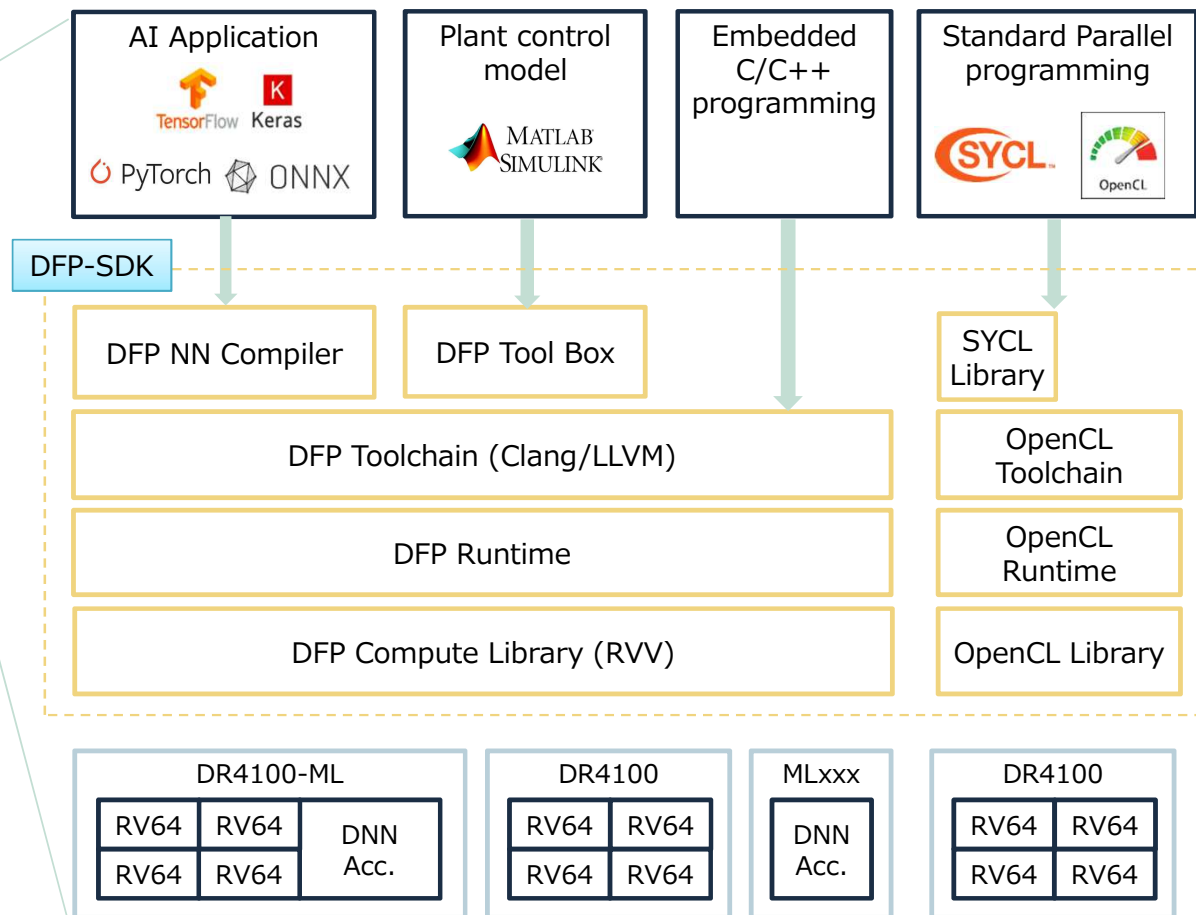 AI Application
TensorFlow
K
Keras
PyTorch
ONNX
Plant control
model
MATLAB
SIMULINK®
Embedded
C/C++
programming
Standard Parallel
programming
SYCL™
OpenCL
DFP-SDK
DFP NN Compiler
DFP Tool Box
SYCL
Library
DFP Toolchain (Clang/LLVM)
OpenCL
Toolchain
DFP Runtime
OpenCL
Runtime
DFP Compute Library (RVV)
OpenCL Library
DR4100-ML
RV64
RV64
RV64
RV64
DNN
Acc.
DR4100
RV64
RV64
RV64
RV64
MLxxx
DNN
Acc.
DR4100
RV64
RV64
RV64
RV64